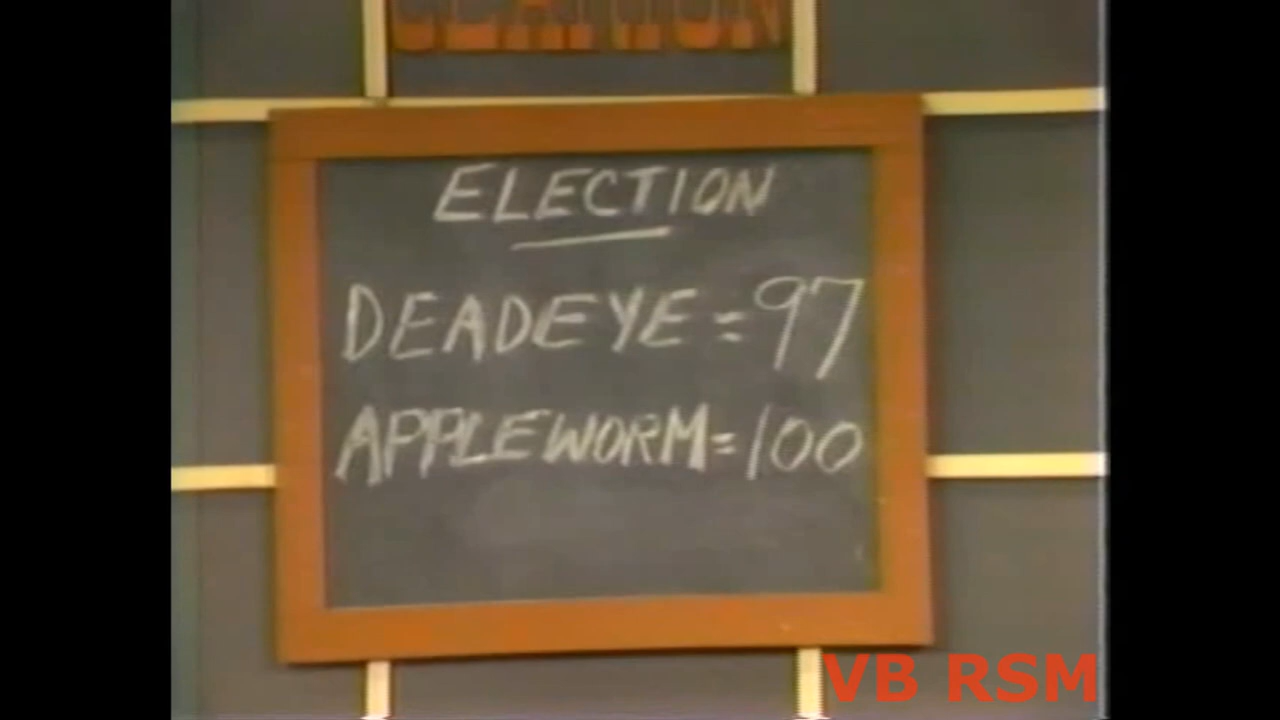 ELECTION
DEADEYE = 97
APPLEWORM = 100
VB RSM